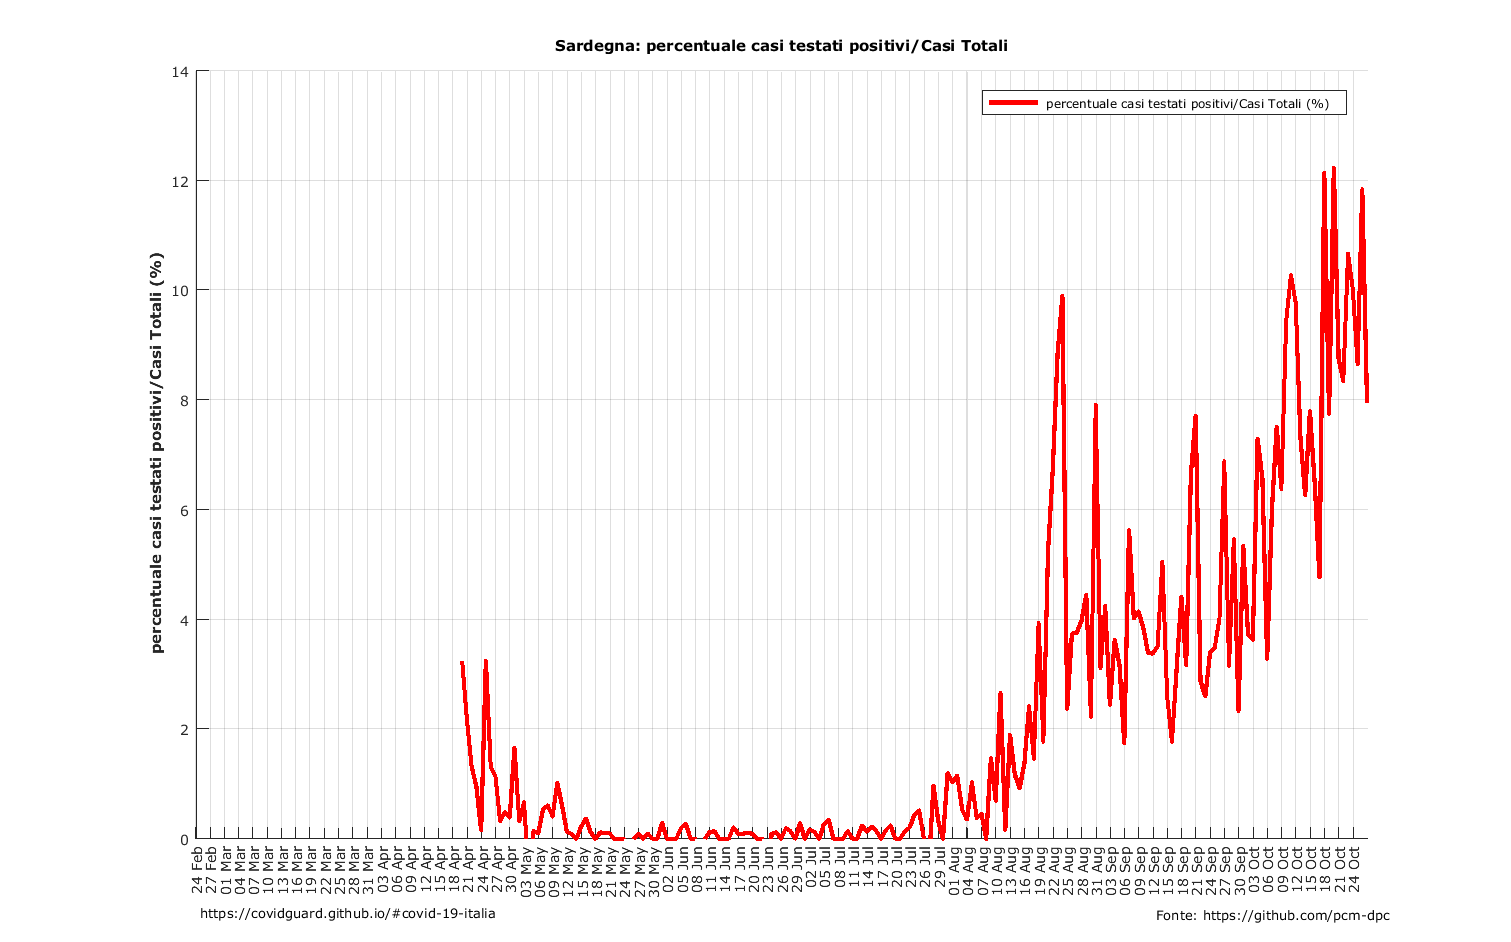 Sardegna: percentuale casi testati positivi/Casi Totali
percentuale casi testati positivi/Casi Totali (%)
percentuale casi testati positivi/Casi Totali (%)
14
12
10
8
6
4
2
0
24 Feb
27 Feb
01 Mar
04 Mar
07 Mar
10 Mar
13 Mar
16 Mar
19 Mar
22 Mar
25 Mar
28 Mar
31 Mar
03 Apr
06 Apr
09 Apr
12 Apr
15 Apr
18 Apr
21 Apr
24 Apr
27 Apr
30 Apr
03 May
06 May
09 May
12 May
15 May
18 May
21 May
24 May
27 May
30 May
02 Jun
05 Jun
08 Jun
11 Jun
14 Jun
17 Jun
20 Jun
23 Jun
26 Jun
29 Jun
02 Jul
05 Jul
08 Jul
11 Jul
14 Jul
17 Jul
20 Jul
23 Jul
26 Jul
29 Jul
01 Aug
04 Aug
07 Aug
10 Aug
13 Aug
16 Aug
19 Aug
22 Aug
25 Aug
28 Aug
31 Aug
03 Sep
06 Sep
09 Sep
12 Sep
15 Sep
18 Sep
21 Sep
24 Sep
27 Sep
30 Sep
03 Oct
06 Oct
09 Oct
12 Oct
15 Oct
18 Oct
21 Oct
24 Oct
https://covidguard.github.io/#covid-19-italia
Fonte: https://github.com/pcm-dpc